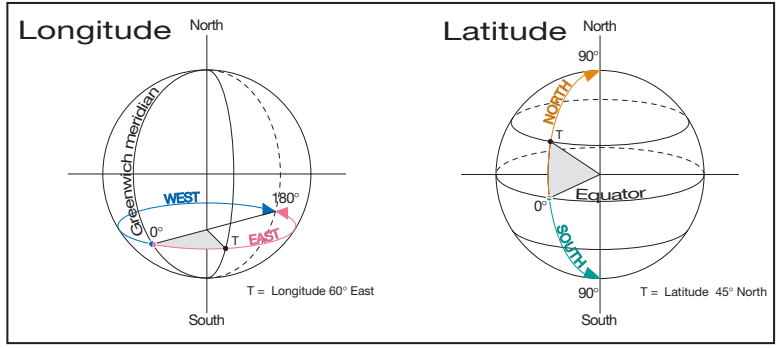 Longitude
North
Greenwich meridian
WEST
180°
0°
T
EAST
T = Longitude 60° East
South
Latitude
North
90°
NORTH
T
Equator
0°
SOUTH
90°
T = Latitude 45° North
South